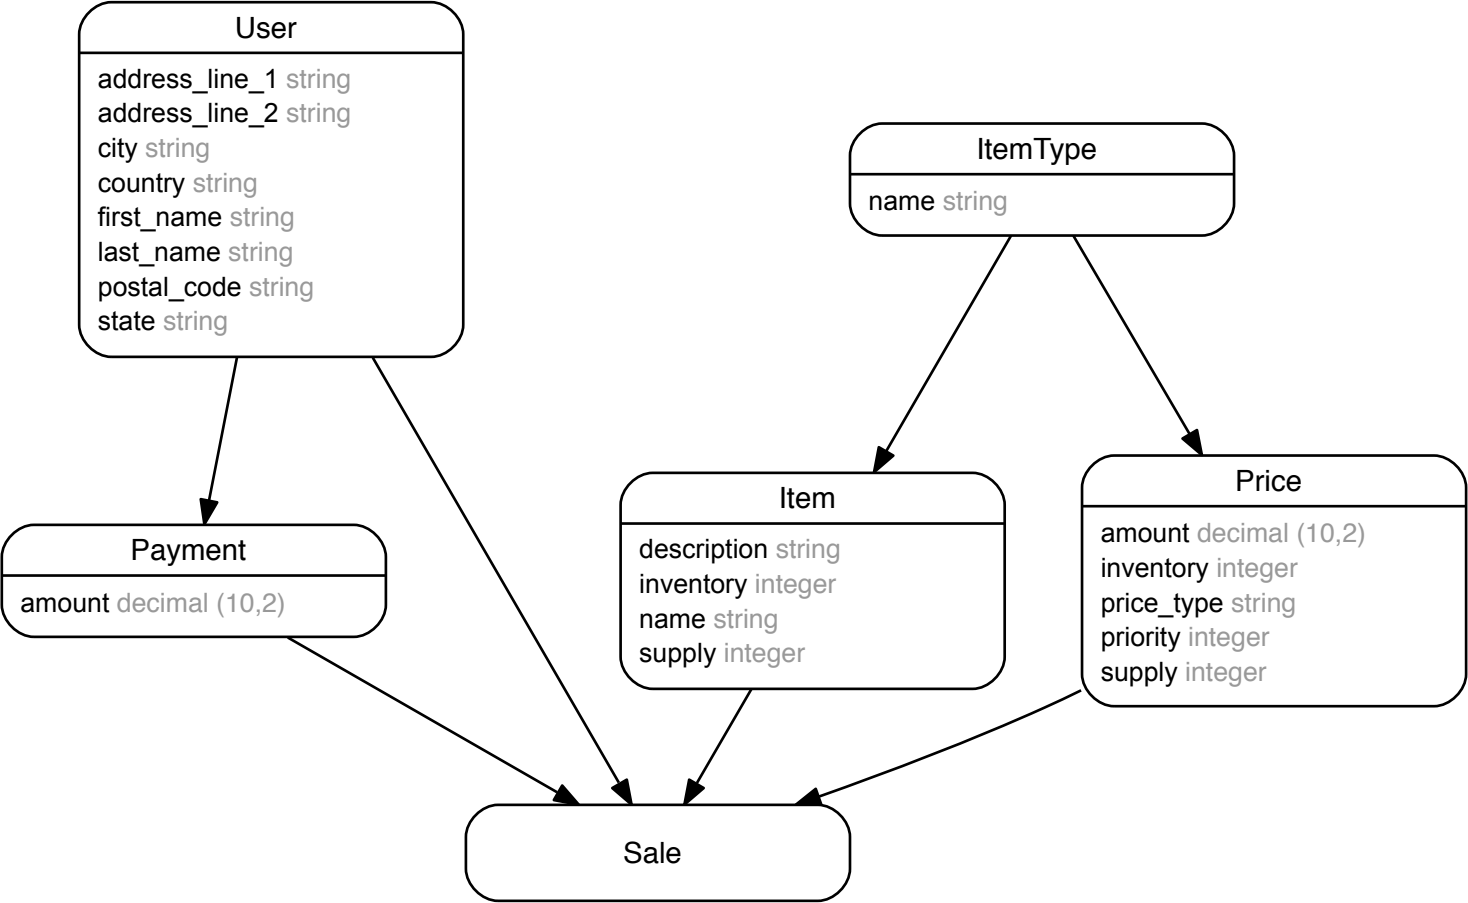 User
address_line_1 string
address_line_2 string
city string
country string
first_name string
last_name string
postal_code string
state string
ItemType
name string
Payment
amount decimal (10,2)
Item
description string
inventory integer
name string
supply integer
Price
amount decimal (10,2)
inventory integer
price_type string
priority integer
supply integer
Sale